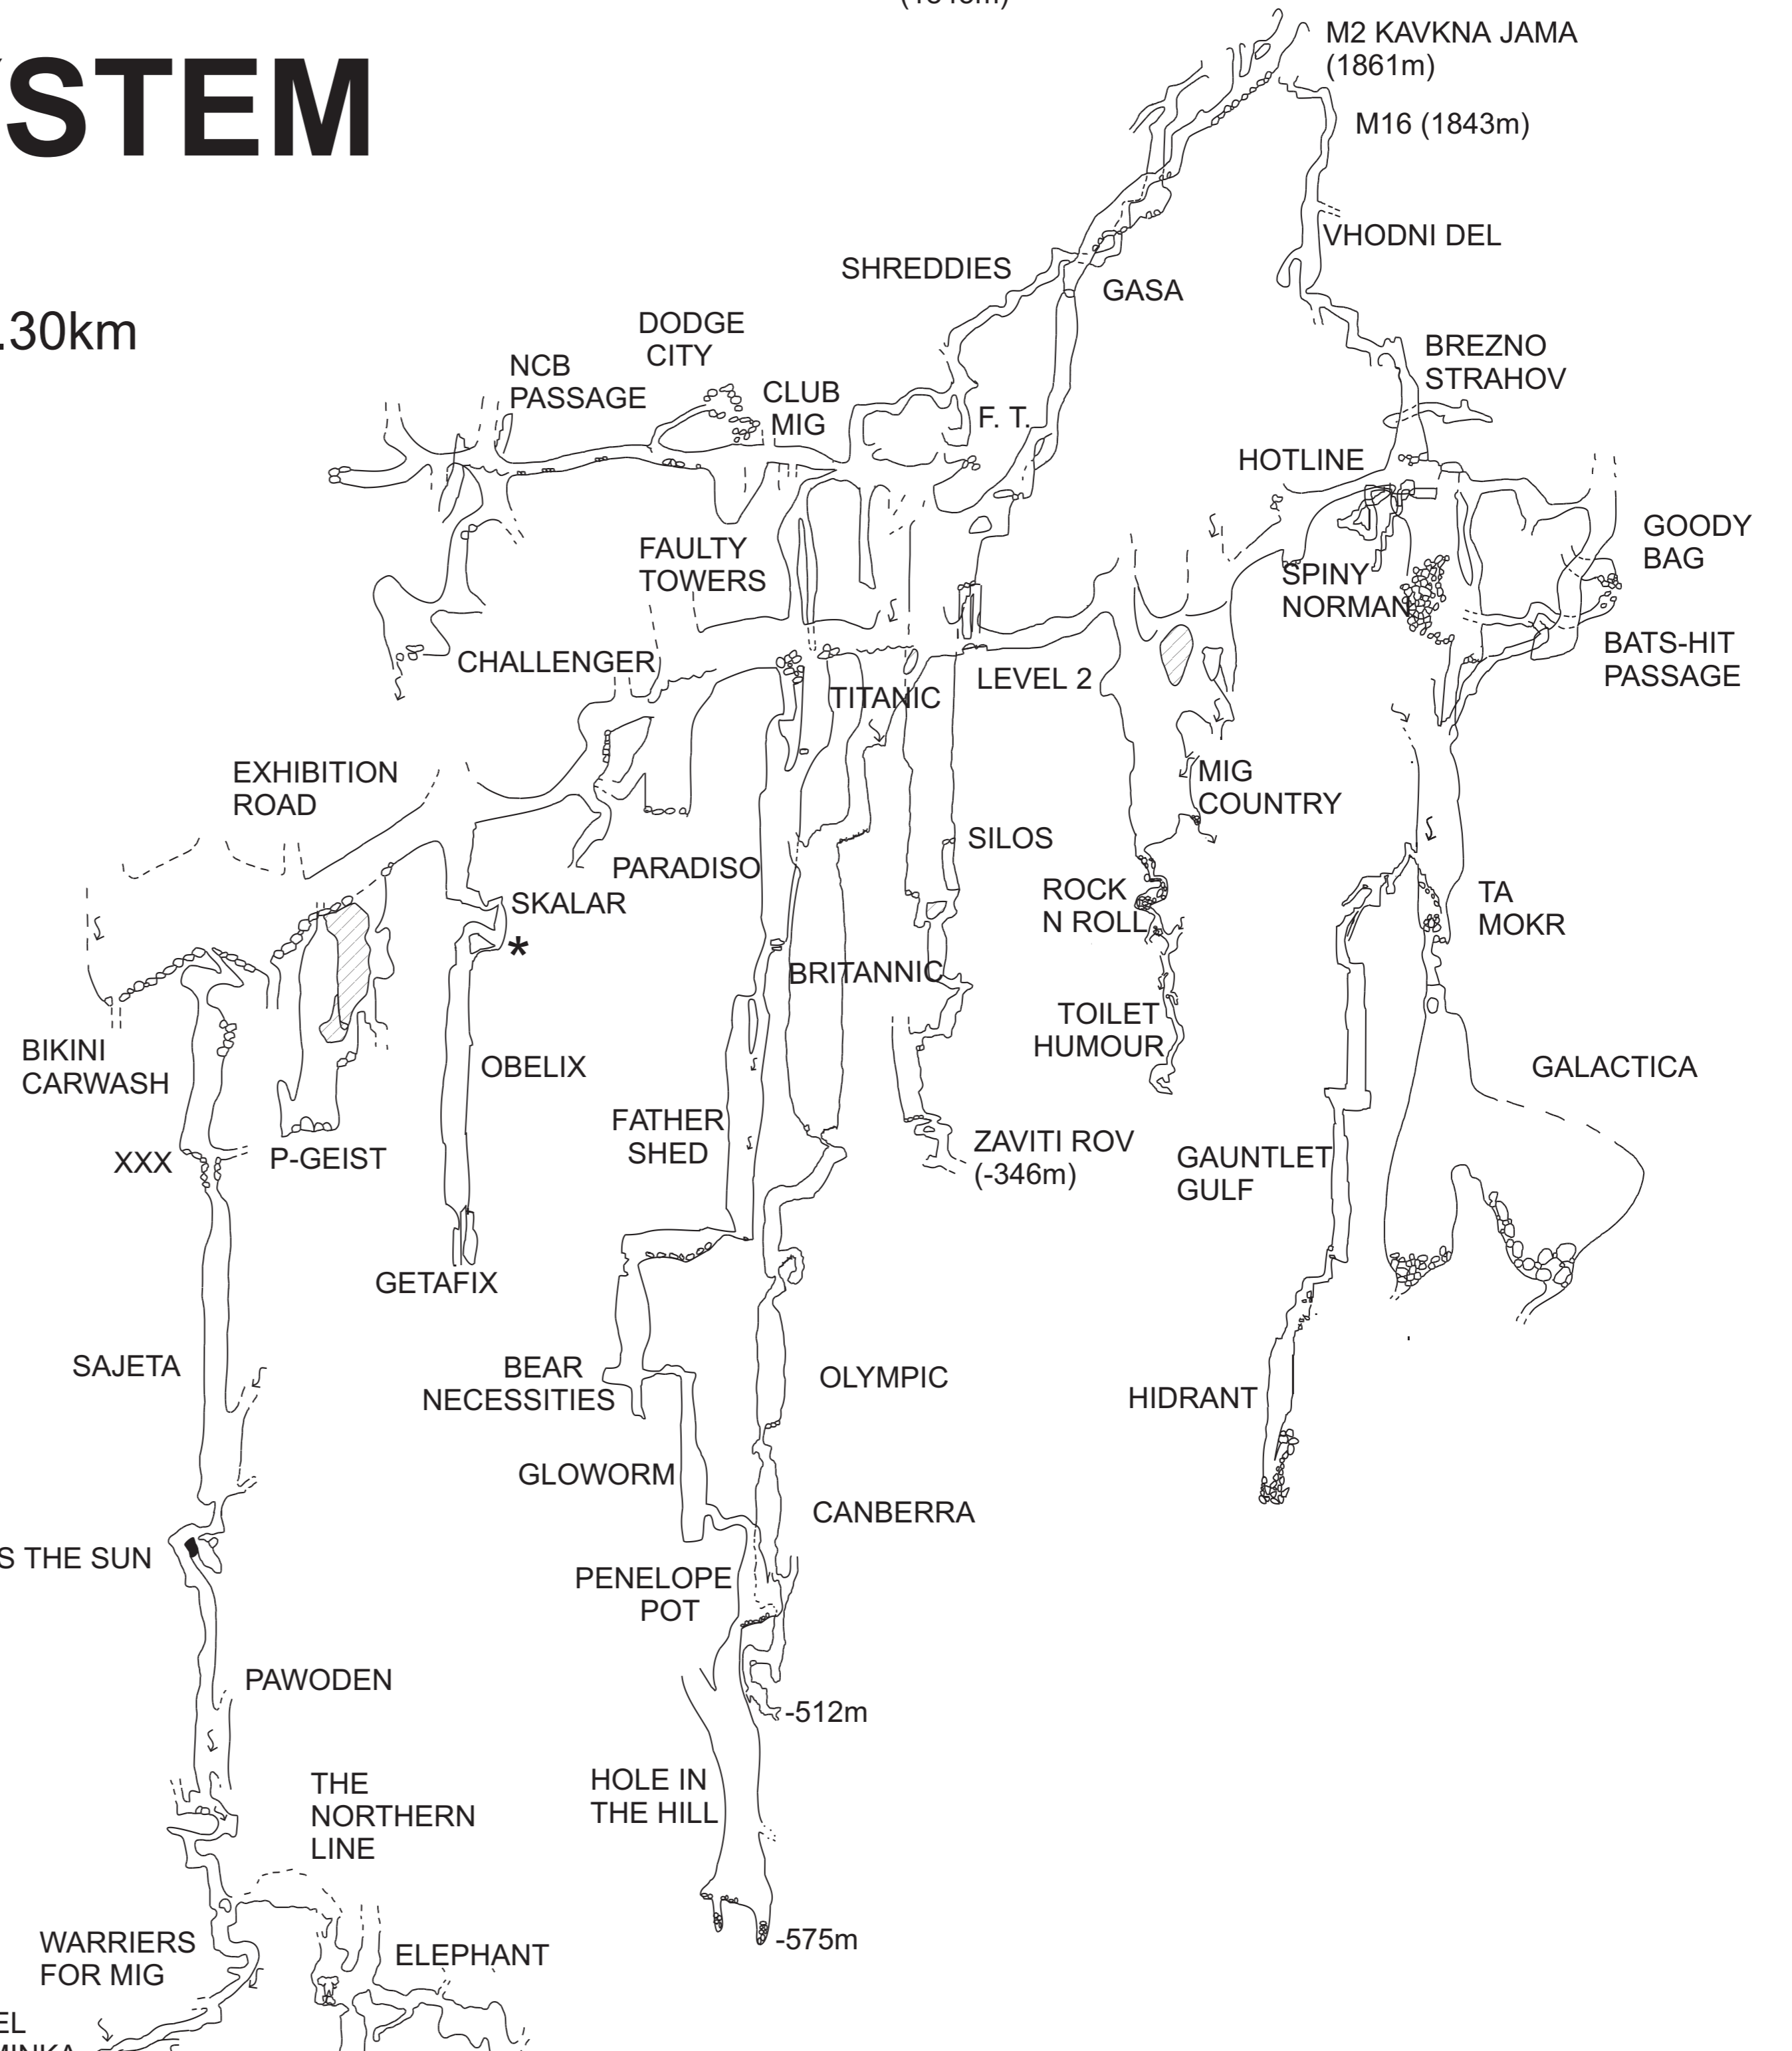 M2 KAVKNA JAMA
(1861m)
YSTEM
M16 (1843m)
VHODNI DEL
SHREDDIES
GASA
.30km
DODGE
CITY
BREZNO
STRAHOV
NCB
PASSAGE
CLUB
MIG
F. T.
HOTLINE
GOODY
BAG
FAULTY
TOWERS
SPINY
NORMAN
BATS-HIT
PASSAGE
CHALLENGER
LEVEL 2
TITANIC
EXHIBITION
ROAD
MIG
COUNTRY
SILOS
PARADISO
ROCK
N ROLL
TA
MOKR
SKALAR
*
BRITANNIC
TOILET
HUMOUR
BIKINI
CARWASH
OBELIX
GALACTICA
FATHER
SHED
ZAVITI ROV
(-346m)
XXX
P-GEIST
GAUNTLET
GULF
GETAFIX
SAJETA
BEAR
NECESSITIES
OLYMPIC
HIDRANT
GLOWORM
CANBERRA
S THE SUN
PENELOPE
POT
PAWODEN
-512m
THE
NORTHERN
LINE
HOLE IN
THE HILL
WARRIERS
FOR MIG
ELEPHANT
-575m
EL